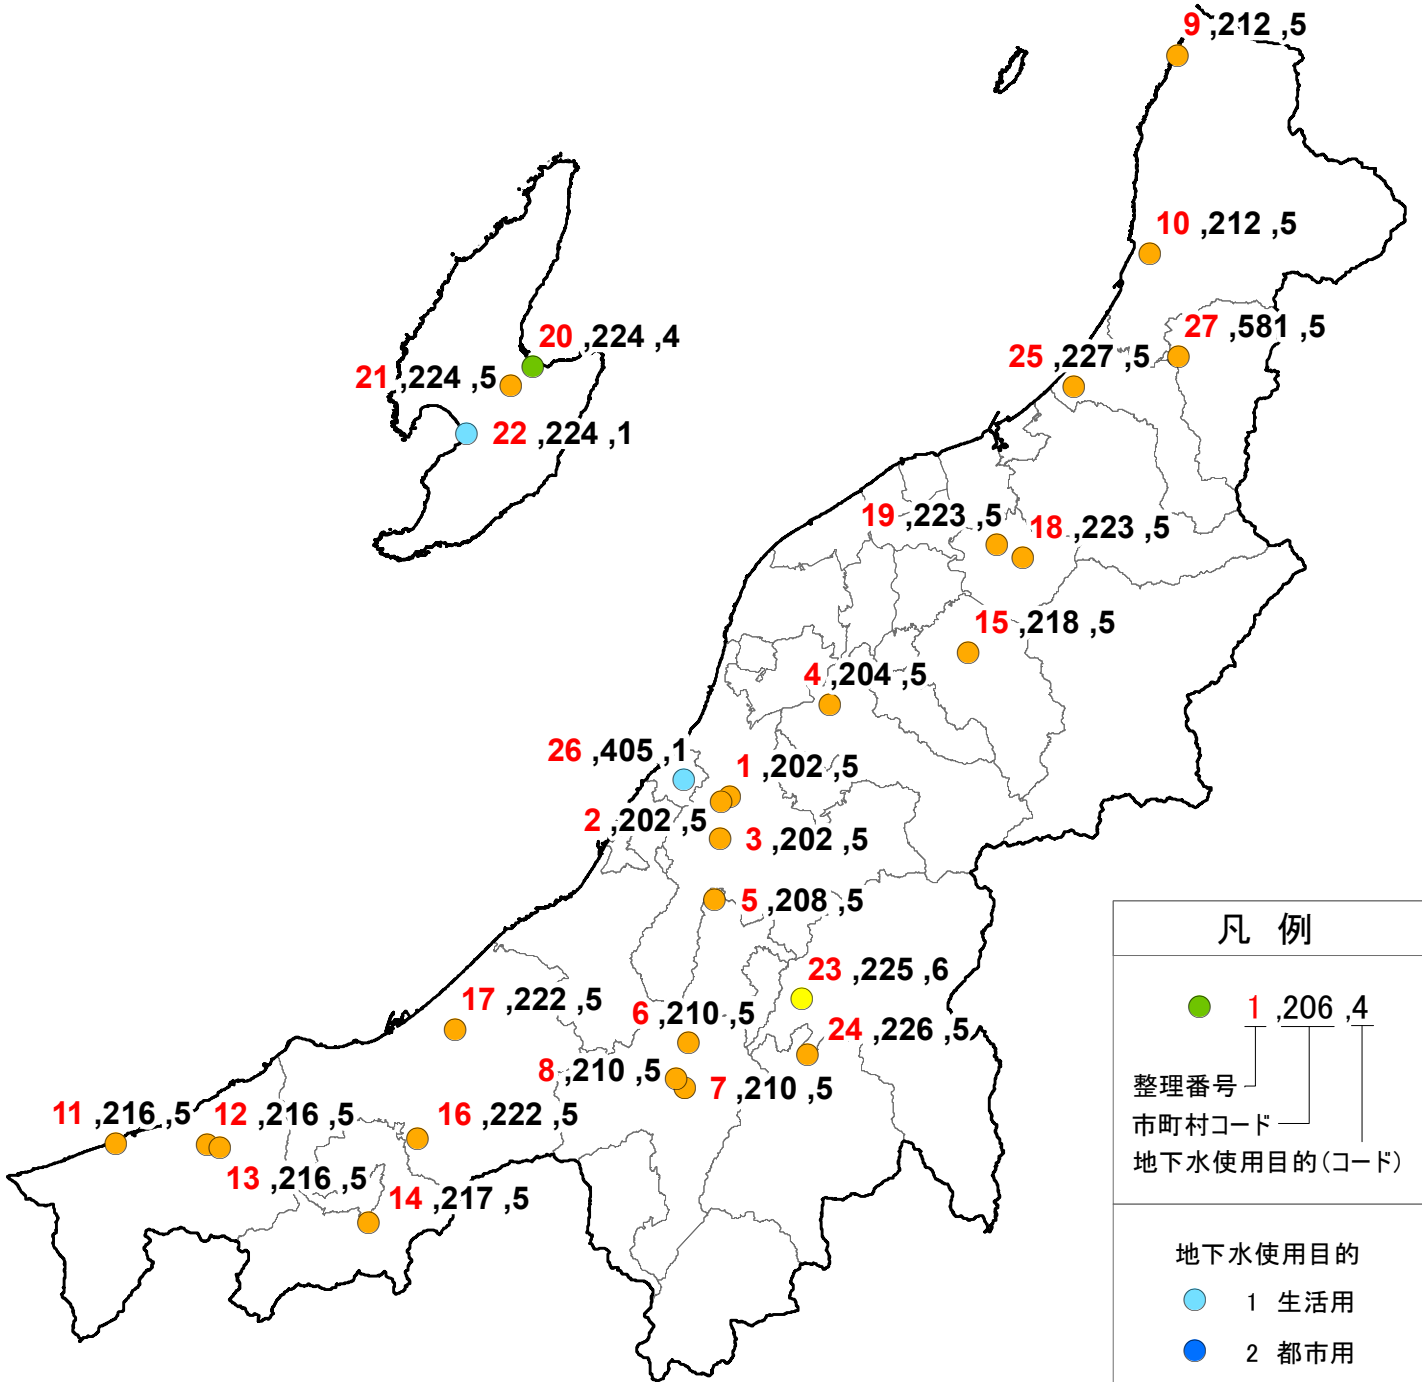 9 ,212 ,5
10 ,212 ,5
27 ,581 ,5
20 ,224 ,4
25 ,227 ,5
21 ,224 ,5
22 ,224 ,1
19 ,223 ,5
18 ,223 ,5
15 ,218 ,5
4 ,204 ,5
26 ,405 ,1
1 ,202 ,5
2 ,202 ,5
3 ,202 ,5
5 ,208 ,5
23 ,225 ,6
17 ,222 ,5
6 ,210 ,5
24 ,226 ,5
8 ,210 ,5
7 ,210 ,5
11 ,216 ,5
12 ,216 ,5
16 ,222 ,5
13 ,216 ,5
14 ,217 ,5
凡 例
1 ,206 ,4
整理番号
市町村コード
地下水使用目的(コード)
地下水使用目的
1 生活用
2 都市用